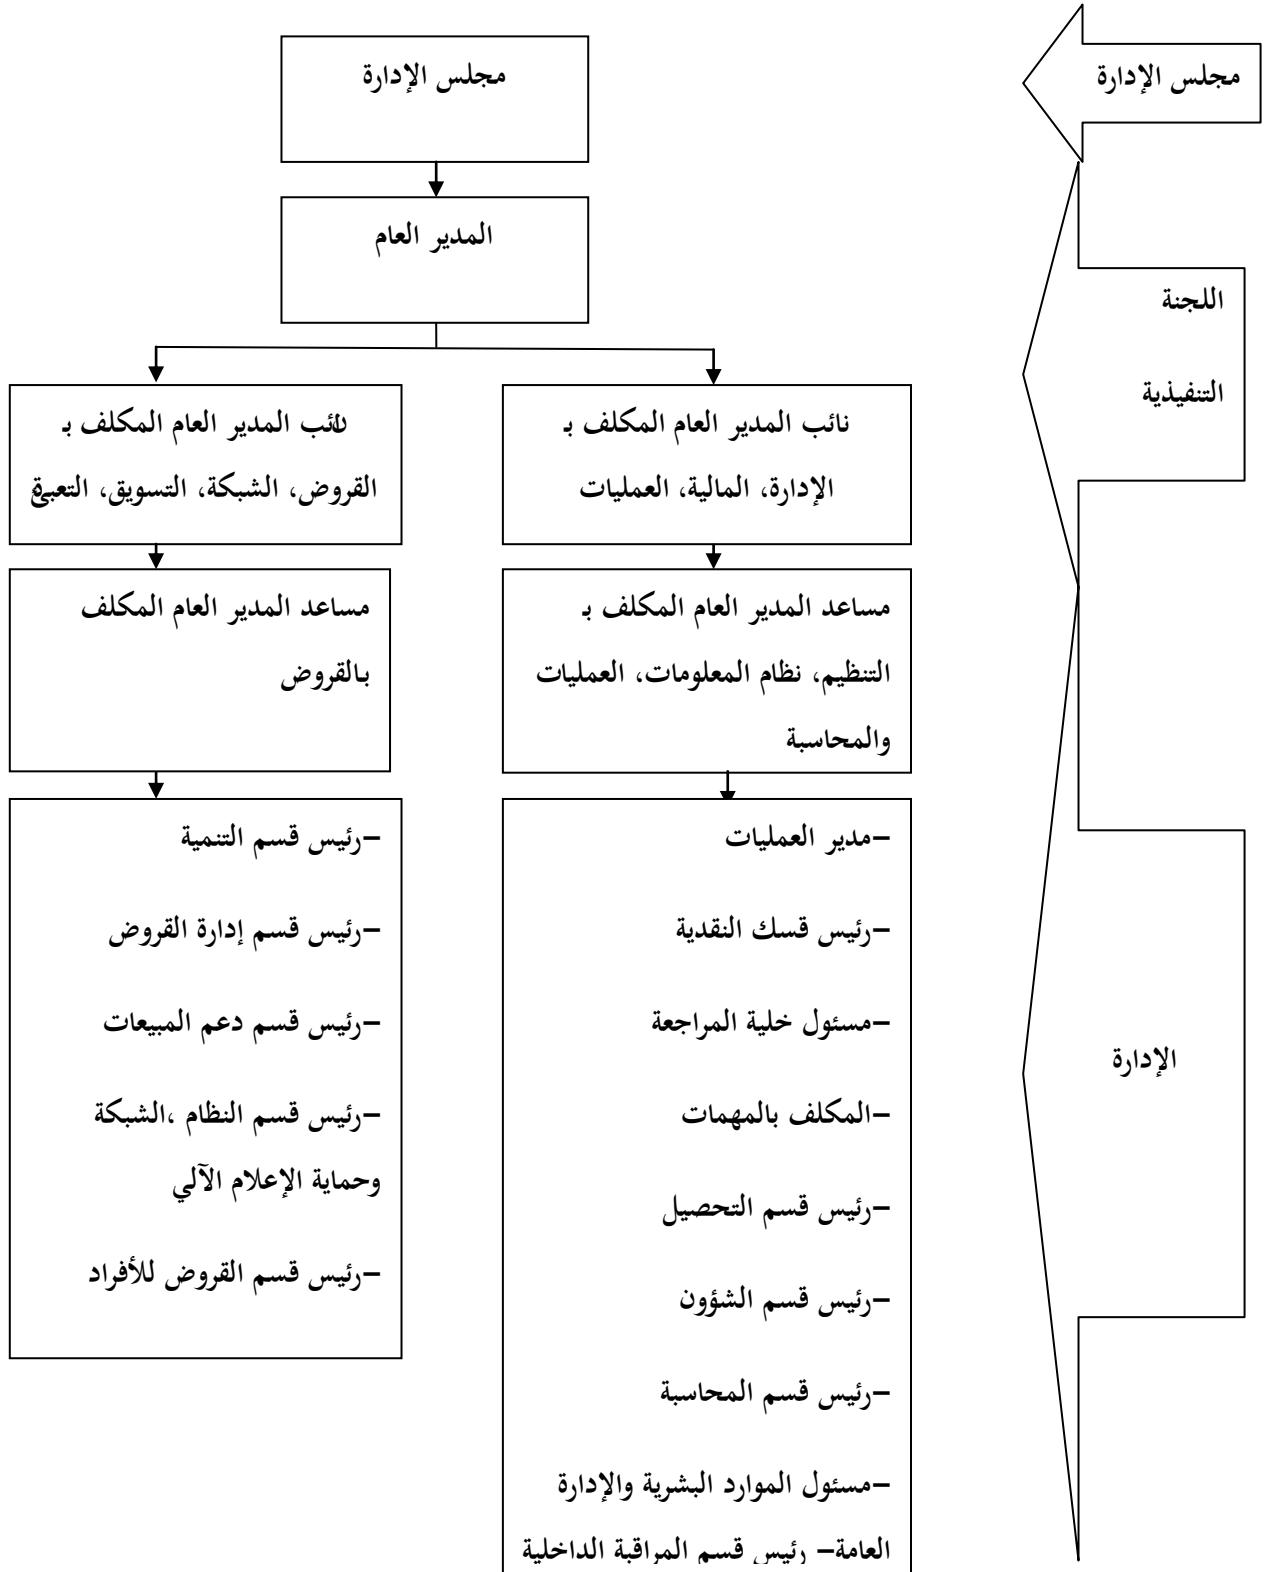 مجلس الإدارة
مجلس الإدارة
المدير العام
اللجنة
التنفيذية
نائب المدير العام المكلف بـ
الإدارة، المالية، العمليات
نائب المدير العام المكلف بـ
القروض، الشبكة، التسويق، التعبئة
مساعد المدير العام المكلف بـ
التنظيم، نظام المعلومات، العمليات
والمحاسبة
مساعد المدير العام المكلف
بالقروض
–مدير العمليات
–رئيس قسك النقدية
–مسئول خلية المراجعة
–المكلف بالمهمات
–رئيس قسم التحصيل
–رئيس قسم الشؤون
–رئيس قسم المحاسبة
–مسئول الموارد البشرية والإدارة
العامة– رئيس قسم المراقبة الداخلية
–رئيس قسم التنمية
–رئيس قسم إدارة القروض
–رئيس قسم دعم المبيعات
–رئيس قسم النظام ،الشبكة
وحماية الإعلام الآلي
–رئيس قسم القروض للأفراد
الإدارة